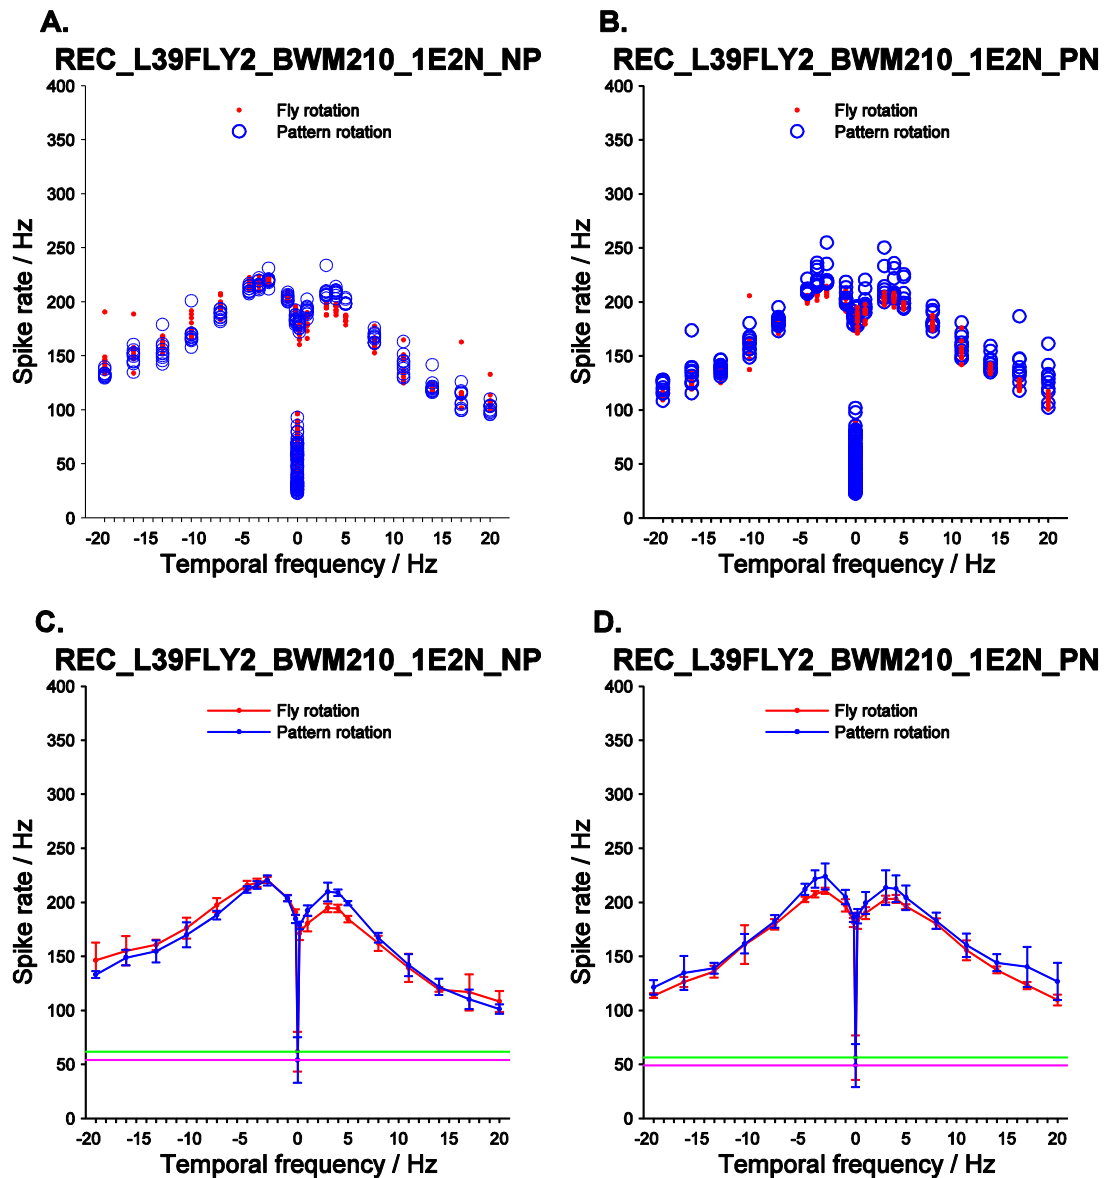 A.
REC_L39FLY2_BWM210_1E2N_NP
Fly rotation
Pattern rotation
Spike rate / Hz
400
350
300
250
200
150
100
50
0
-20 -15 -10 -5 0 5 10 15 20
Temporal frequency / Hz
B.
REC_L39FLY2_BWM210_1E2N_PN
Fly rotation
Pattern rotation
Spike rate / Hz
400
350
300
250
200
150
100
50
0
-20 -15 -10 -5 0 5 10 15 20
Temporal frequency / Hz
C.
REC_L39FLY2_BWM210_1E2N_NP
Fly rotation
Pattern rotation
Spike rate / Hz
400
350
300
250
200
150
100
50
0
-20 -15 -10 -5 0 5 10 15 20
Temporal frequency / Hz
D.
REC_L39FLY2_BWM210_1E2N_PN
Fly rotation
Pattern rotation
Spike rate / Hz
400
350
300
250
200
150
100
50
0
-20 -15 -10 -5 0 5 10 15 20
Temporal frequency / Hz